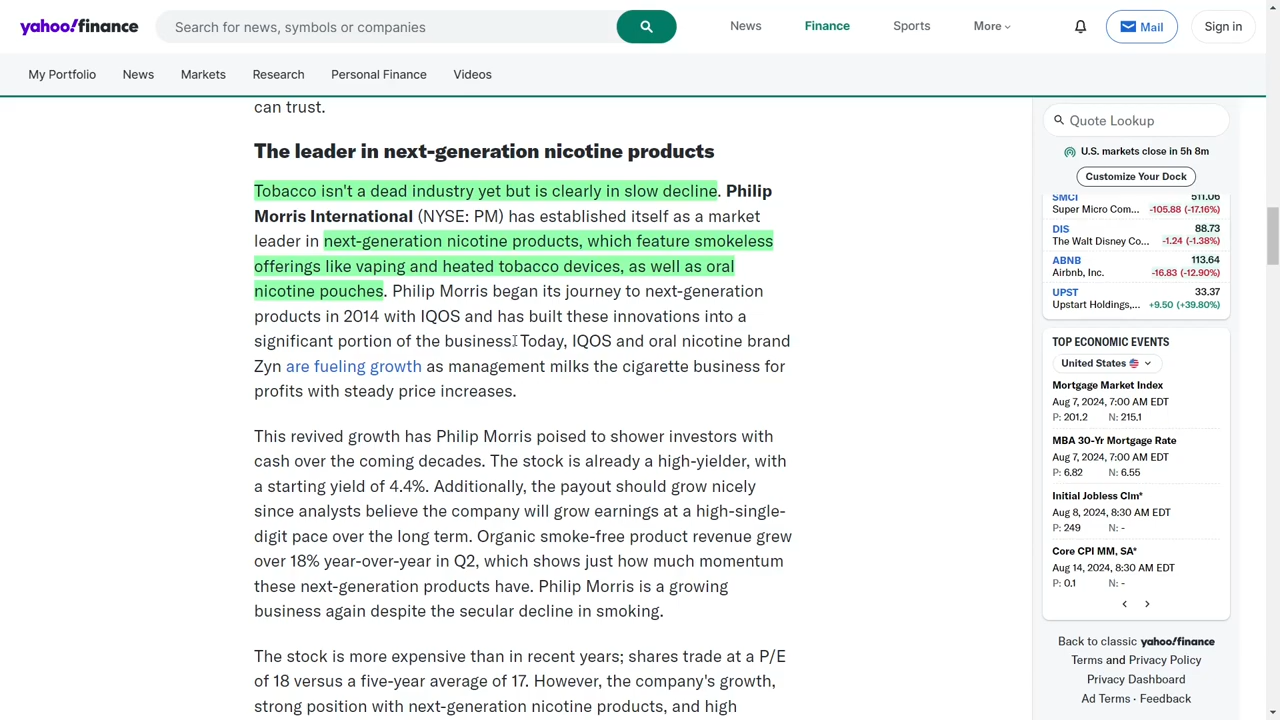 yahoo!finance
Search for news, symbols or companies
News
Finance
Sports
More
Mail
Sign in
My Portfolio
News
Markets
Research
Personal Finance
Videos
can trust.
The leader in next-generation nicotine products
Tobacco isn't a dead industry yet but is clearly in slow decline. Philip
Morris International (NYSE: PM) has established itself as a market
leader in next-generation nicotine products, which feature smokeless
offerings like vaping and heated tobacco devices, as well as oral
nicotine pouches. Philip Morris began its journey to next-generation
products in 2014 with IQOS and has built these innovations into a
significant portion of the business. Today, IQOS and oral nicotine brand
Zyn are fueling growth as management milks the cigarette business for
profits with steady price increases.
This revived growth has Philip Morris poised to shower investors with
cash over the coming decades. The stock is already a high-yielder, with
a starting yield of 4.4%. Additionally, the payout should grow nicely
since analysts believe the company will grow earnings at a high-single-
digit pace over the long term. Organic smoke-free product revenue grew
over 18% year-over-year in Q2, which shows just how much momentum
these next-generation products have. Philip Morris is a growing
business again despite the secular decline in smoking.
The stock is more expensive than in recent years; shares trade at a P/E
of 18 versus a five-year average of 17. However, the company's growth,
strong position with next-generation nicotine products, and high
Quote Lookup
U.S. markets close in 5h 8m
Customize Your Dock
SMCI 511.06
Super Micro Com... -105.88 (-17.16%)
DIS 88.73
The Walt Disney Co... -1.24 (-1.38%)
ABNB 113.64
Airbnb, Inc. -16.83 (-12.90%)
UPST 33.37
Upstart Holdings,... +9.50 (+39.80%)
TOP ECONOMIC EVENTS
United States
Mortgage Market Index
Aug 7, 2024, 7:00 AM EDT
P: 201.2 N: 215.1
MBA 30-Yr Mortgage Rate
Aug 7, 2024, 7:00 AM EDT
P: 6.82 N: 6.55
Initial Jobless Clm*
Aug 8, 2024, 8:30 AM EDT
P: 249 N: -
Core CPI MM, SA*
Aug 14, 2024, 8:30 AM EDT
P: 0.1 N: -
Back to classic yahoo!finance
Terms and Privacy Policy
Privacy Dashboard
Ad Terms · Feedback